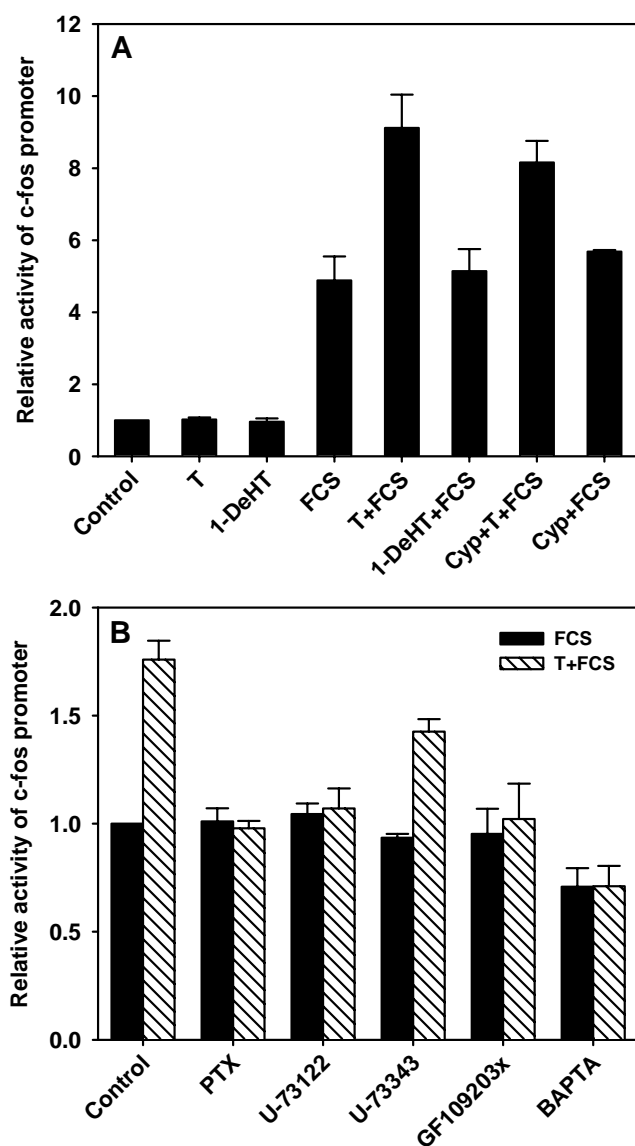 A
Relative activity of c-fos promoter
12
10
8
6
4
2
0
Control
T
1-DeHT
FCS
T+FCS
1-DeHT+FCS
Cyp+T+FCS
Cyp+FCS
B
FCS
T+FCS
Relative activity of c-fos promoter
2.0
1.5
1.0
0.5
0.0
Control
PTX
U-73122
U-73343
GF109203x
BAPTA